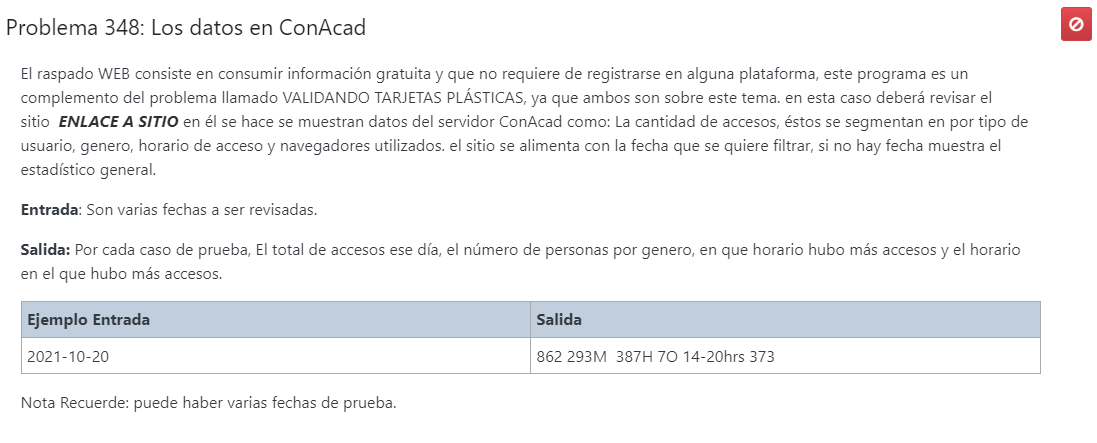 Problema 348: Los datos en ConAcad
El raspado WEB consiste en consumir información gratuita y que no requiere de registrarse en alguna plataforma, este programa es un
complemento del problema llamado VALIDANDO TARJETAS PLÁSTICAS, ya que ambos son sobre este tema. en esta caso deberá revisar el
sitio ENLACE A SITIO en él se hace se muestran datos del servidor ConAcad como: La cantidad de accesos, éstos se segmentan en por tipo de
usuario, genero, horario de acceso y navegadores utilizados. el sitio se alimenta con la fecha que se quiere filtrar, si no hay fecha muestra el
estadístico general.
Entrada: Son varias fechas a ser revisadas.
Salida: Por cada caso de prueba, El total de accesos ese día, el número de personas por genero, en que horario hubo más accesos y el horario
en el que hubo más accesos.
Ejemplo Entrada Salida
2021-10-20 862 293M 387H 7O 14-20hrs 373
Nota Recuerde: puede haber varias fechas de prueba.